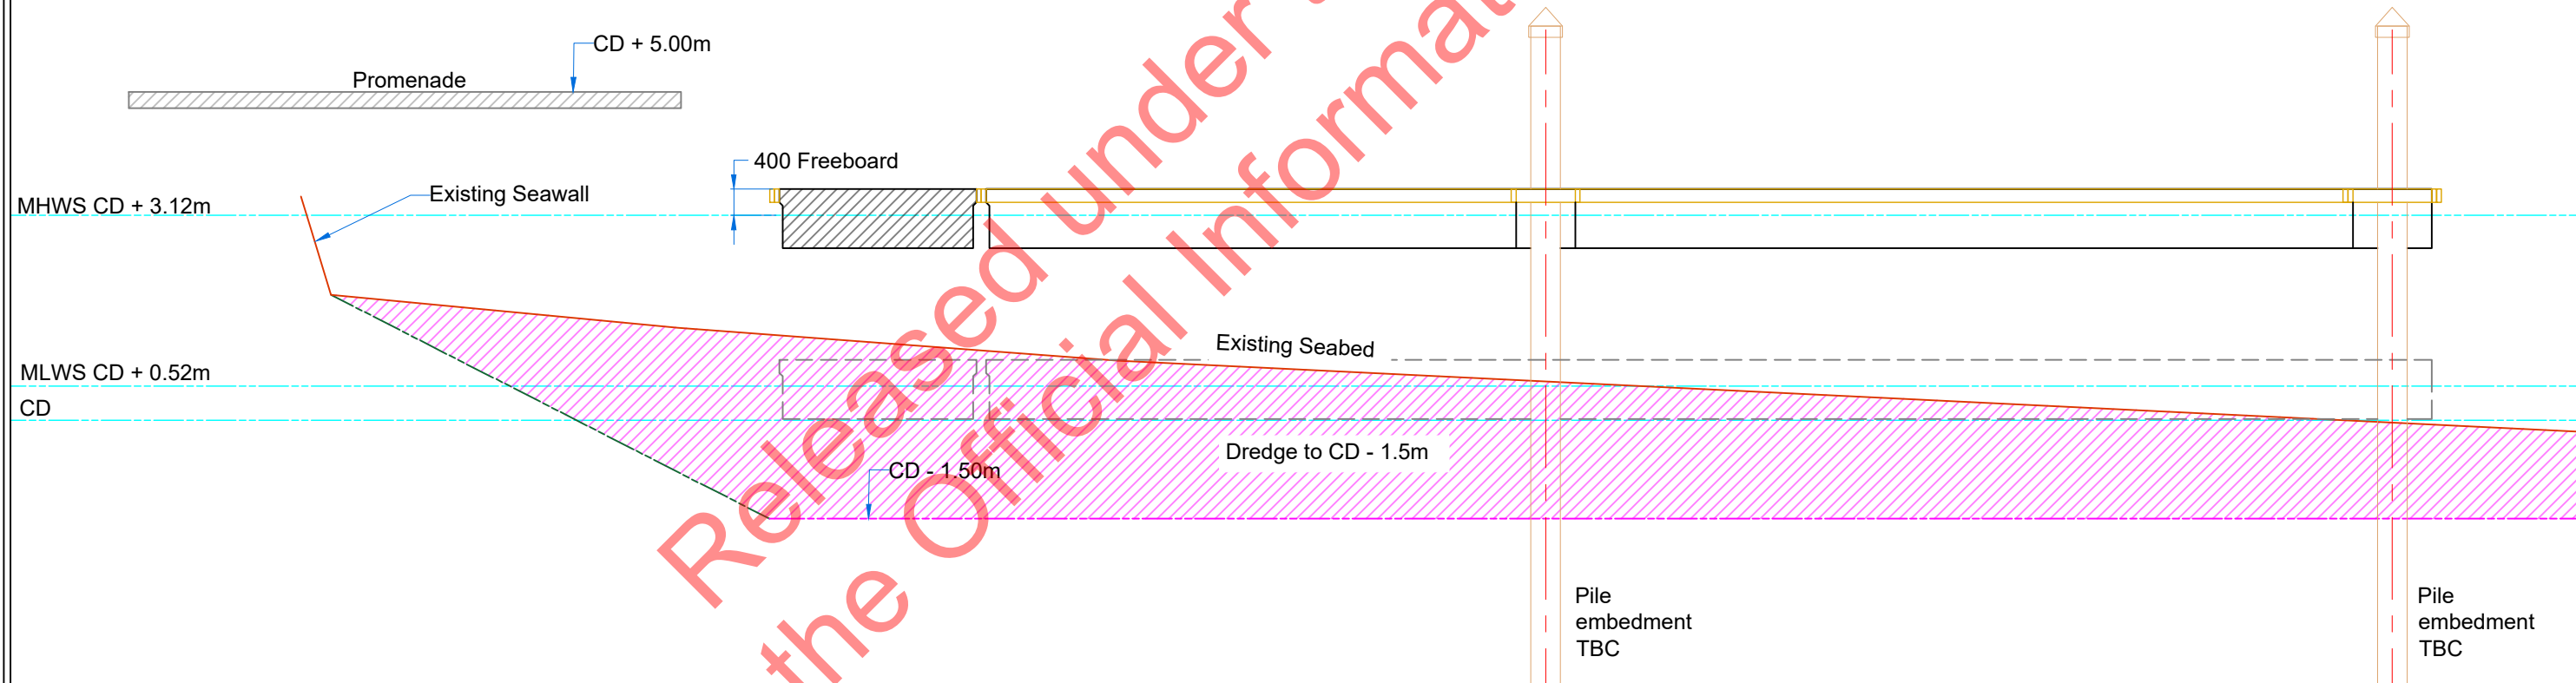 CD + 5.00m
Promenade
400 Freeboard
Existing Seawall
MHWS CD + 3.12m
Existing Seabed
MLWS CD + 0.52m
CD
Dredge to CD - 1.5m
CD - 1.50m
Pile
embedment
TBC
Pile
embedment
TBC
Released under
the Official Informat